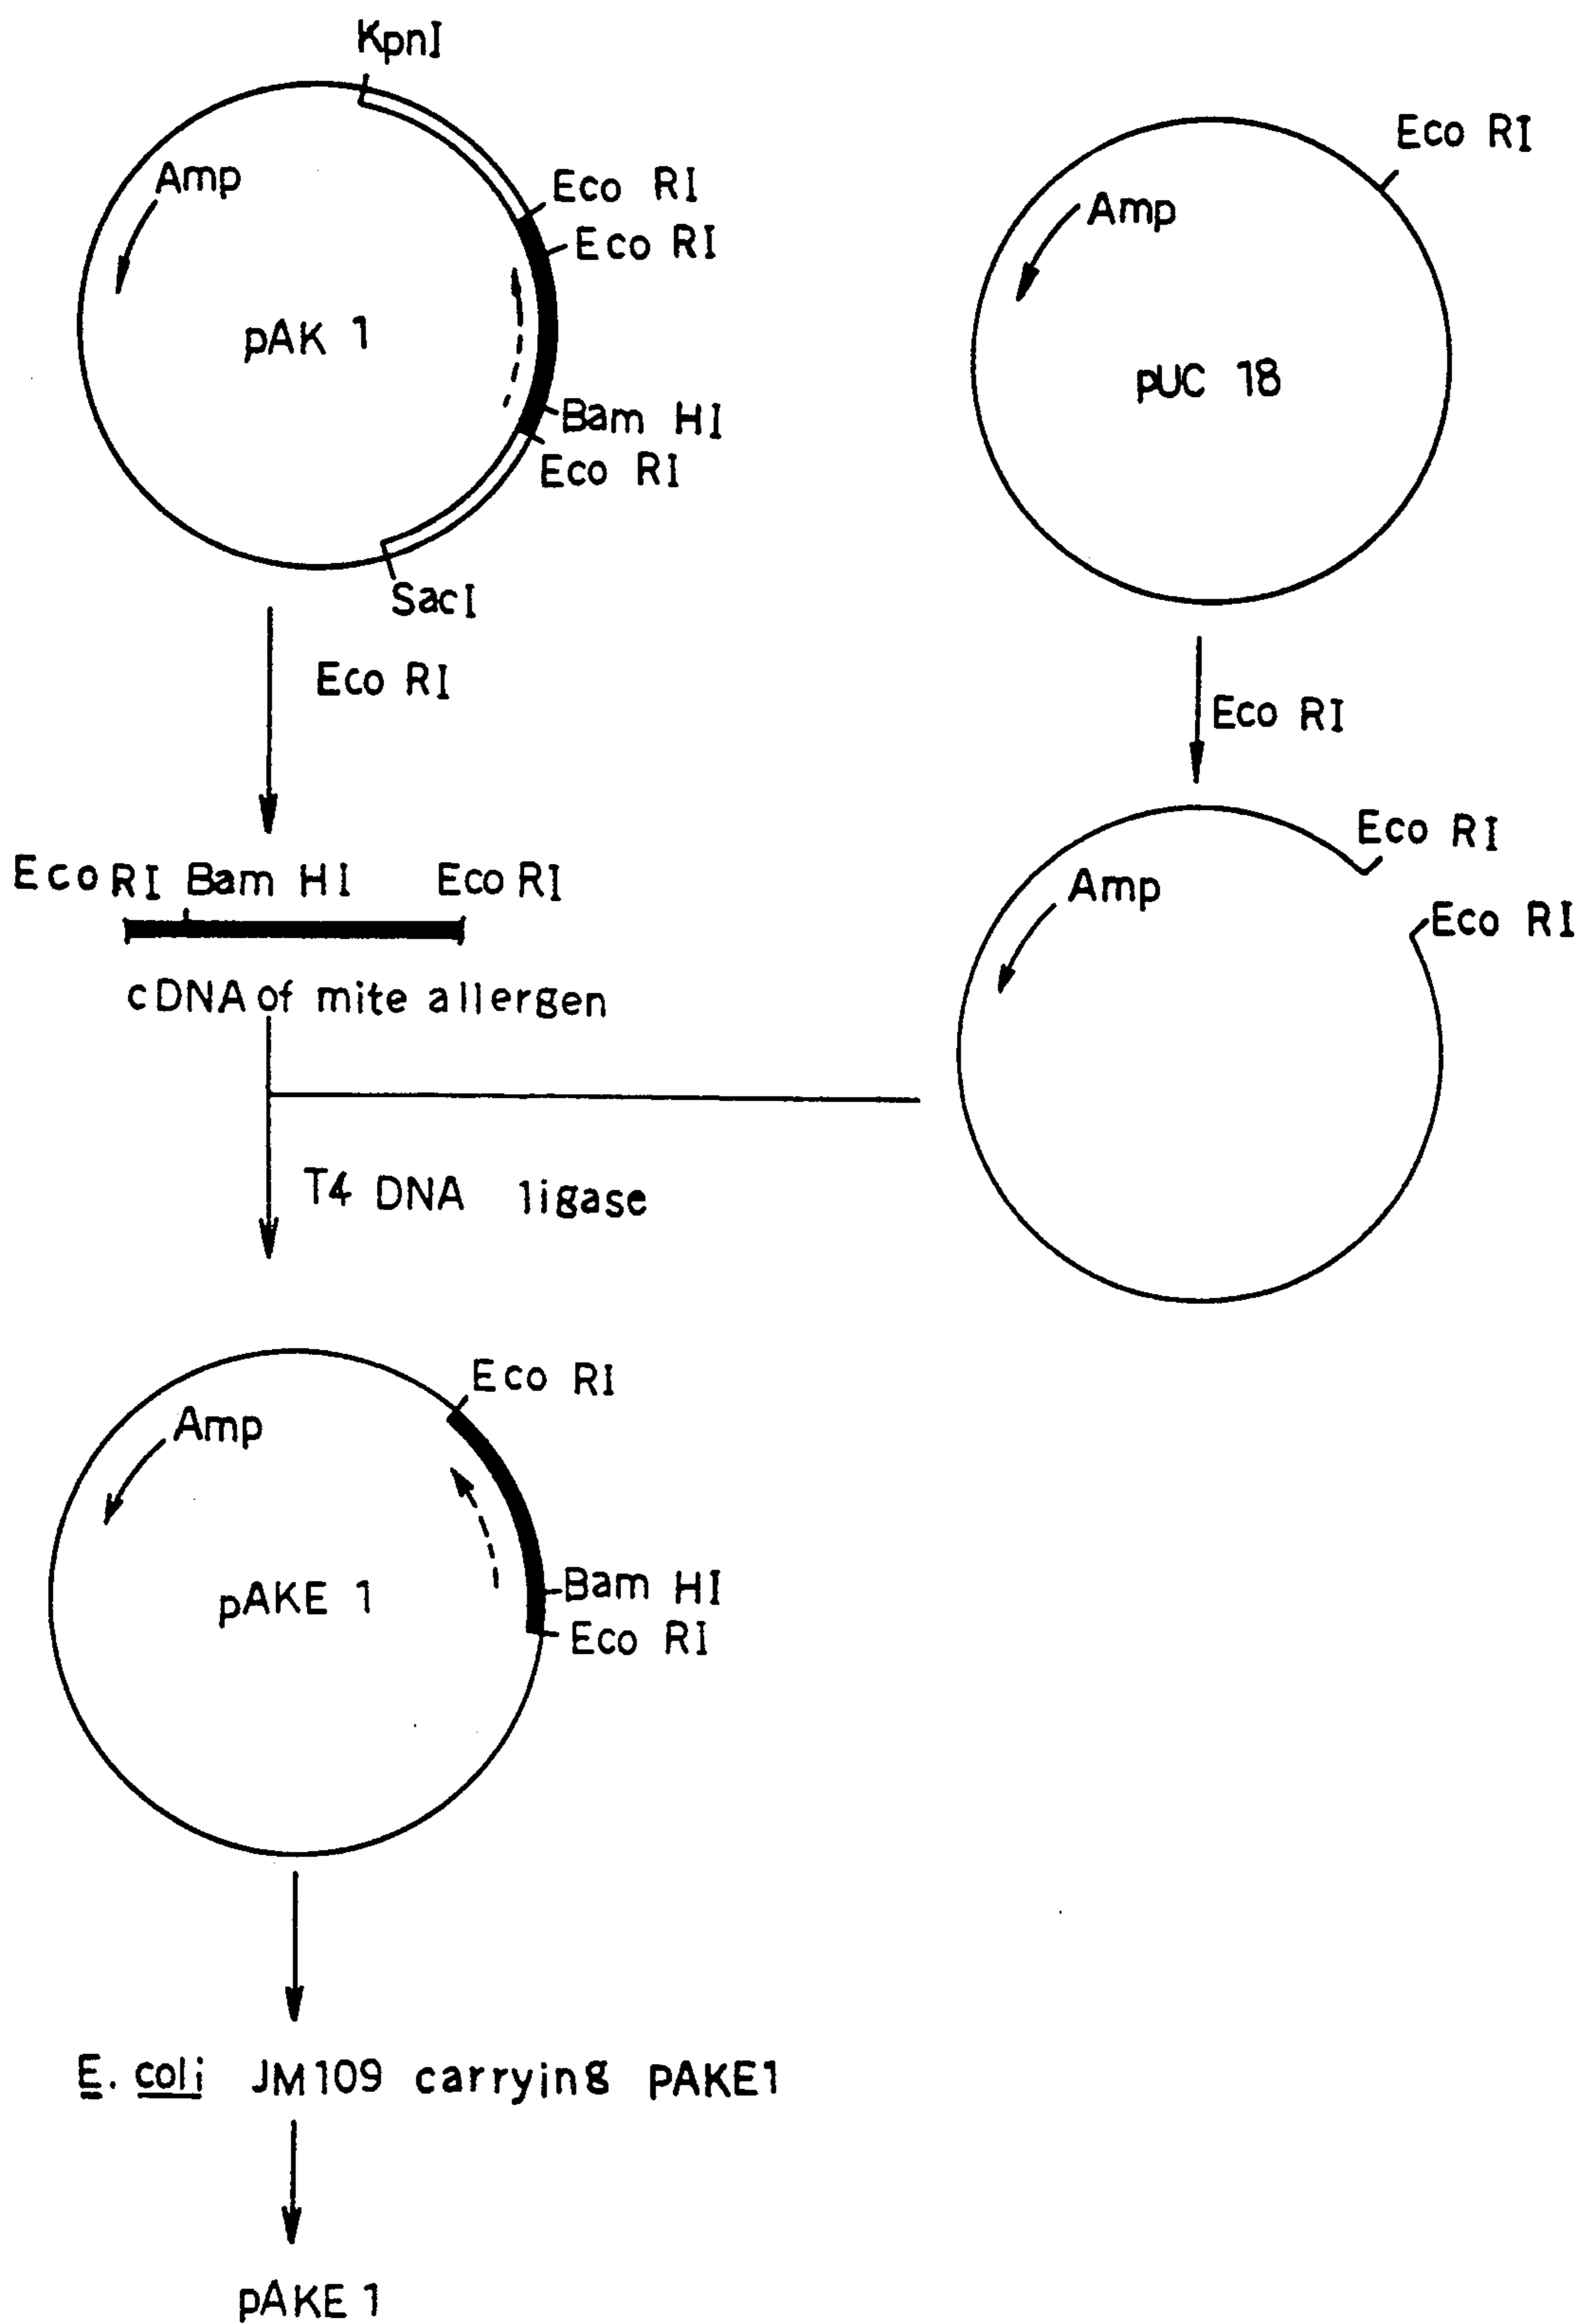 KpnI
Amp
Eco RI
Eco RI
pAK 1
Bam HI
Eco RI
SacI
Eco RI
Eco RI
Amp
pUC 18
Eco RI
Eco RI Bam HI Eco RI
cDNA of mite allergen
Eco RI
Amp
Eco RI
T4 DNA ligase
Eco RI
Amp
pAKE 1
Bam HI
Eco RI
E. coli JM109 carrying pAKE1
pAKE 1